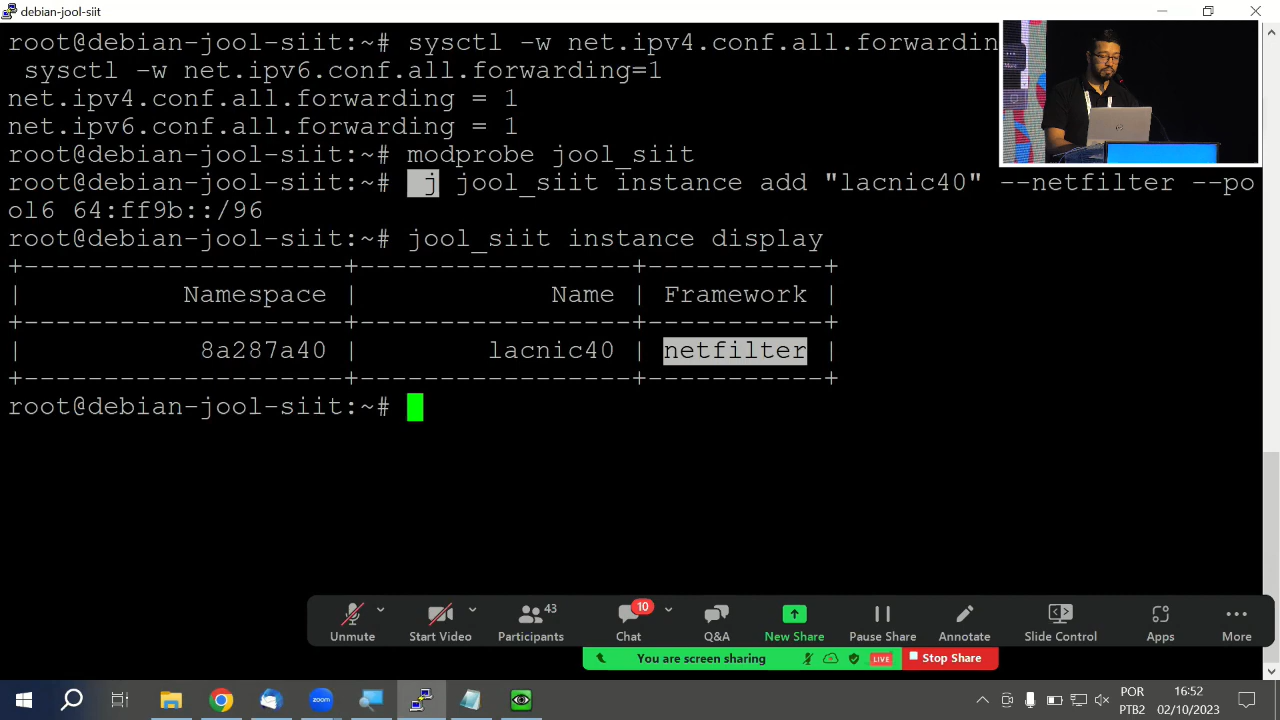 debian-jool-siit
root@debian-jool-siit:~# sysctl -w net.ipv4.conf.all.forwardin
sysctl -w net.ipv6.conf.all.forwarding=1
net.ipv4.conf.all.forwarding = 1
net.ipv6.conf.all.forwarding = 1
root@debian-jool-siit:~# modprobe jool_siit
root@debian-jool-siit:~# j jool_siit instance add "lacnic40" --netfilter --po
ol6 64:ff9b::/96
root@debian-jool-siit:~# jool_siit instance display
+--------------------+-----------------+-----------+
| Namespace | Name | Framework |
+--------------------+-----------------+-----------+
| 8a287a40 | lacnic40 | netfilter |
+--------------------+-----------------+-----------+
root@debian-jool-siit:~#
43
10
Unmute Start Video Participants Chat Q&A New Share Pause Share Annotate Slide Control Apps More
You are screen sharing LIVE Stop Share
zoom
POR
PTB2
16:52
02/10/2023